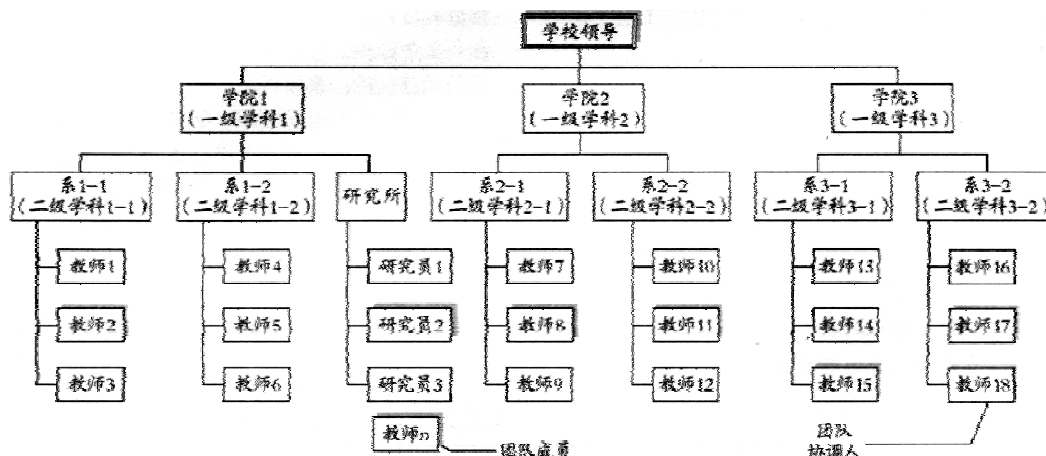 学校领导
学院1
（一级学科1）
学院2
（一级学科2）
学院3
（一级学科3）
系1-1
（二级学科1-1）
系1-2
（二级学科1-2）
研究所
系2-1
（二级学科2-1）
系2-2
（二级学科2-2）
系3-1
（二级学科3-1）
系3-2
（二级学科3-2）
教师1
教师4
研究员1
教师7
教师10
教师13
教师16
教师2
教师5
研究员2
教师8
教师11
教师14
教师17
教师3
教师6
研究员3
教师9
教师12
教师15
教师18
教师n
团队成员
团队
协调人